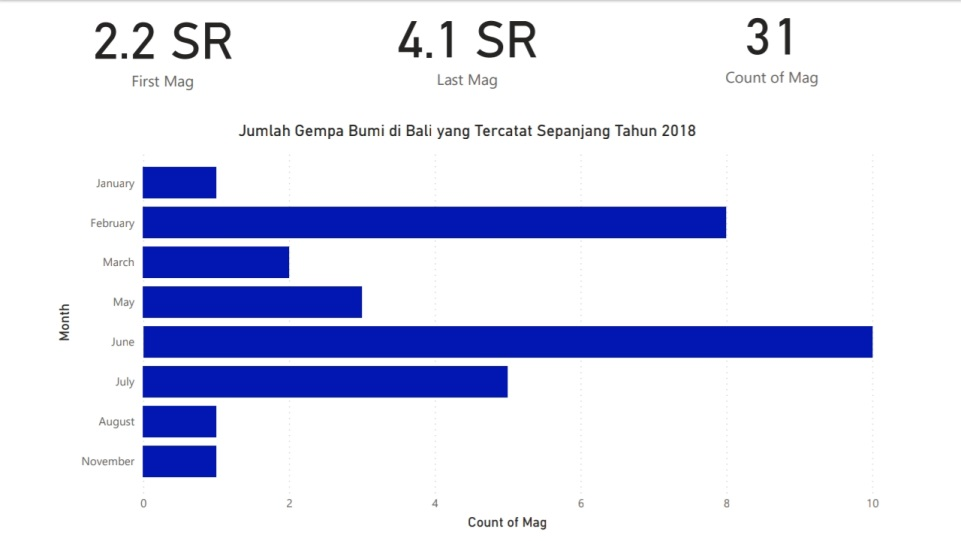 2.2 SR
First Mag
4.1 SR
Last Mag
31
Count of Mag
Jumlah Gempa Bumi di Bali yang Tercatat Sepanjang Tahun 2018
Month
January
February
March
May
June
July
August
November
0 2 4 6 8 10
Count of Mag